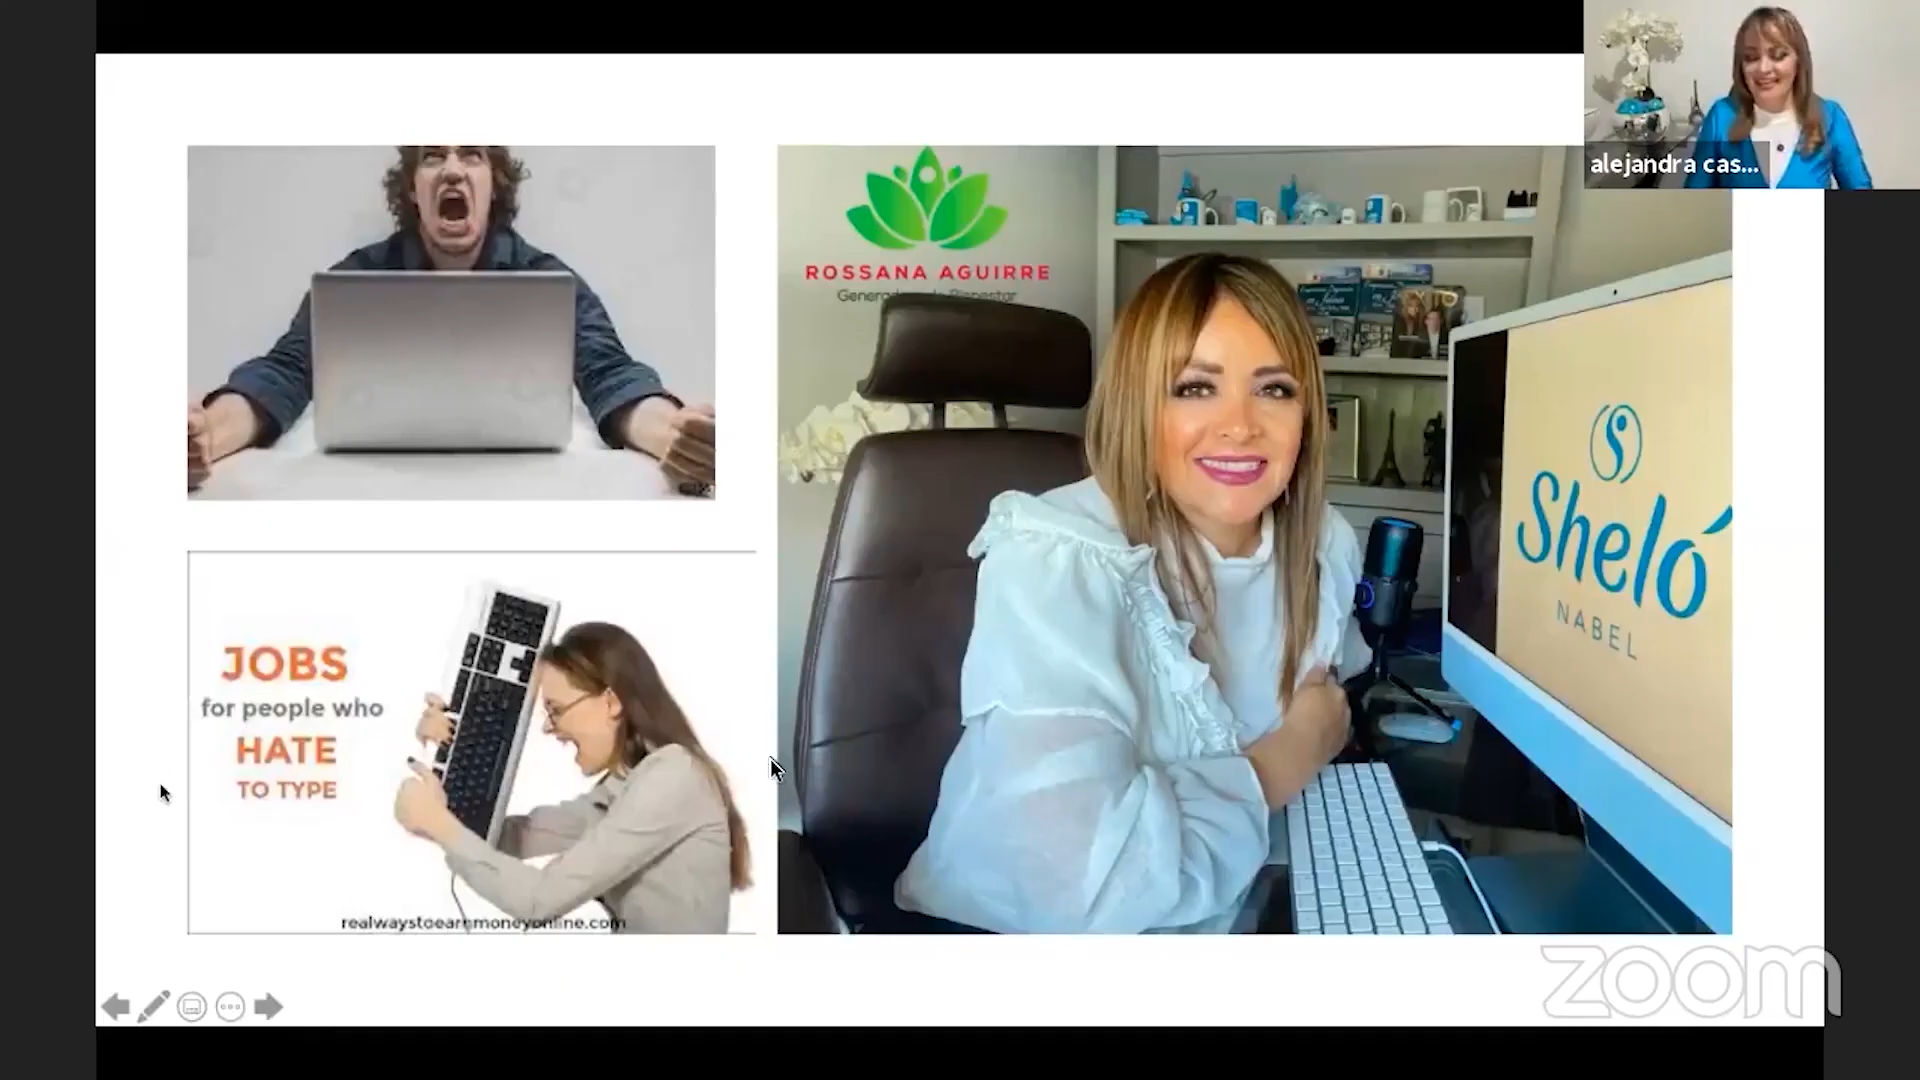 alejandra cas...
ROSSANA AGUIRRE
JOBS
for people who
HATE
TO TYPE
realwaystoearnmoneyonline.com
Sheló
NABEL
zoom